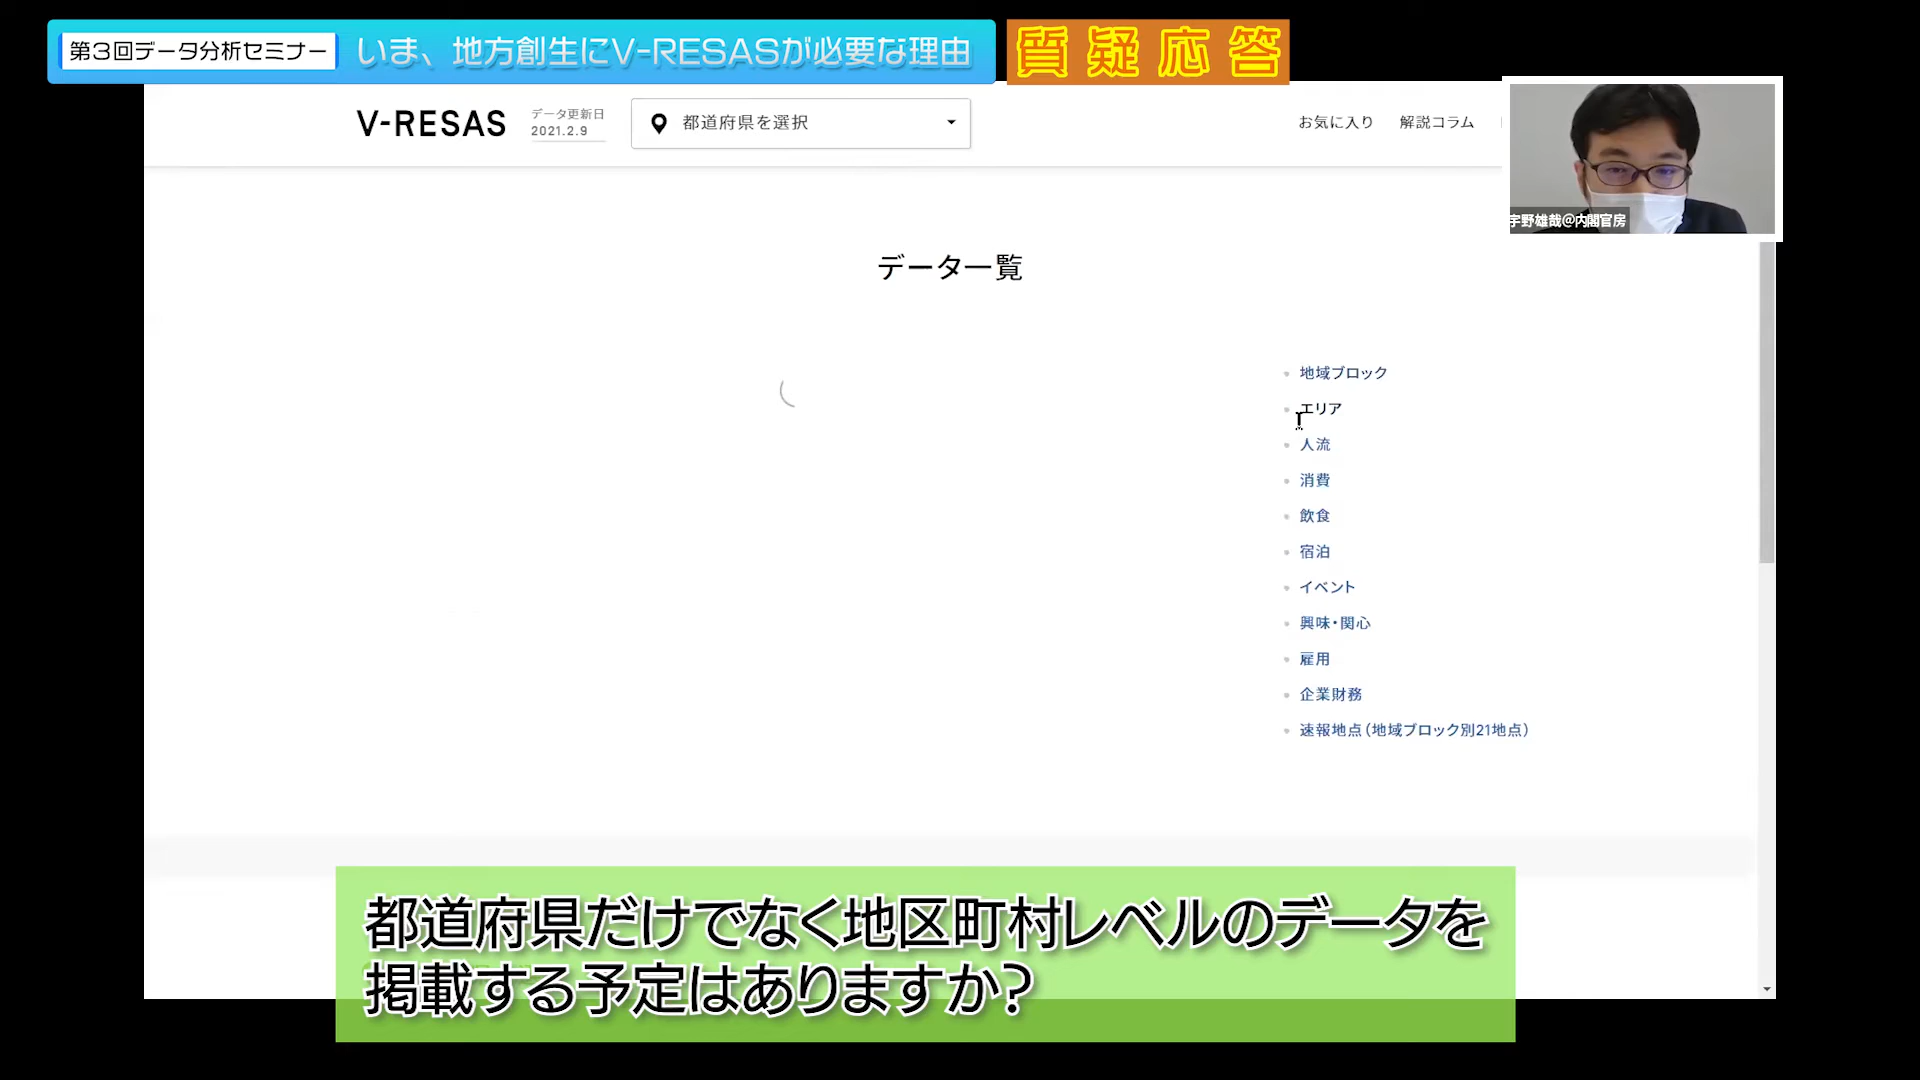 第3回データ分析セミナー
いま、地方創生にV-RESASが必要な理由
質疑応答
V-RESAS
データ更新日
2021.2.9
都道府県を選択
お気に入り
解説コラム
宇野雄哉@内閣官房
データ一覧
地域ブロック
エリア
人流
消費
飲食
宿泊
イベント
興味・関心
雇用
企業財務
速報地点(地域ブロック別21地点)
都道府県だけでなく地区町村レベルのデータを
掲載する予定はありますか?